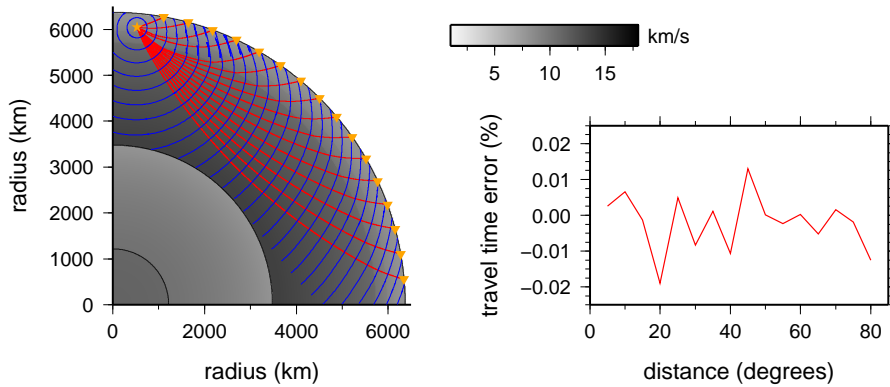 radius (km)
6000
5000
4000
3000
2000
1000
0
0 2000 4000 6000
radius (km)
km/s
5 10 15
travel time error (%)
0.02
0.01
0.00
−0.01
−0.02
0 20 40 60 80
distance (degrees)